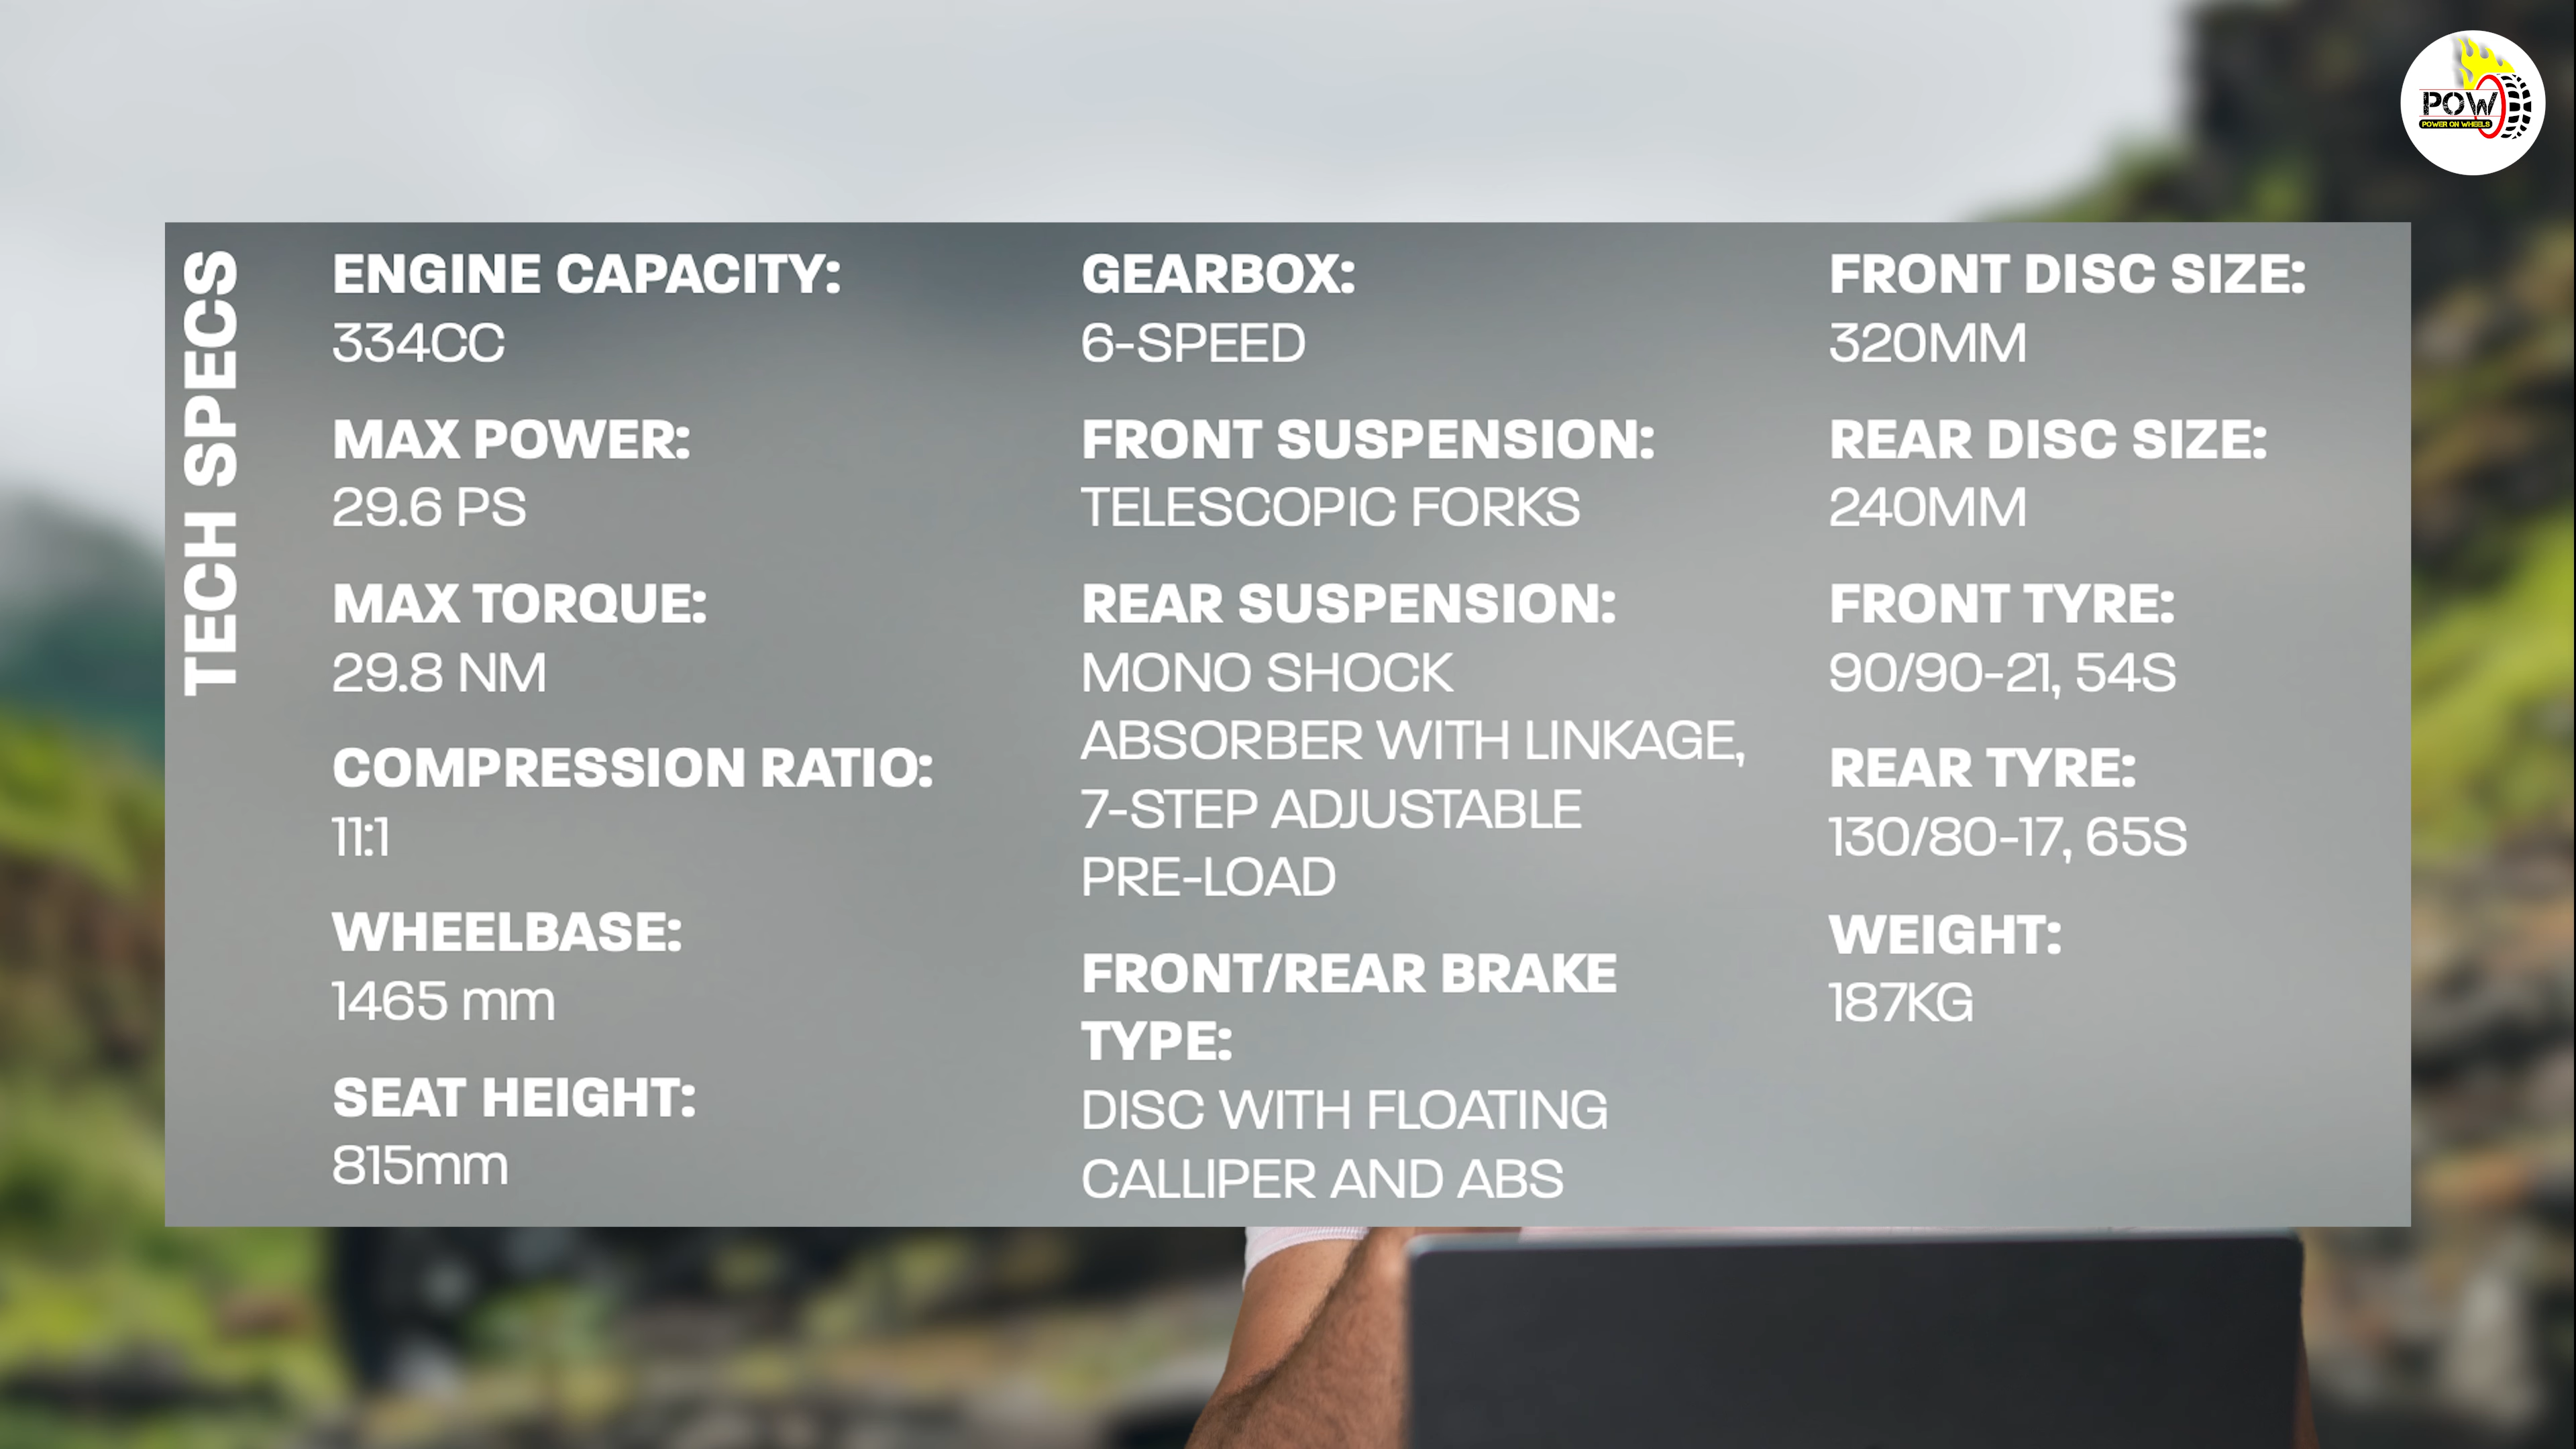 POW
POWER ON WHEELS
TECH SPECS
ENGINE CAPACITY:
334CC
MAX POWER:
29.6 PS
MAX TORQUE:
29.8 NM
COMPRESSION RATIO:
11:1
WHEELBASE:
1465 mm
SEAT HEIGHT:
815mm
GEARBOX:
6-SPEED
FRONT SUSPENSION:
TELESCOPIC FORKS
REAR SUSPENSION:
MONO SHOCK
ABSORBER WITH LINKAGE,
7-STEP ADJUSTABLE
PRE-LOAD
FRONT/REAR BRAKE
TYPE:
DISC WITH FLOATING
CALLIPER AND ABS
FRONT DISC SIZE:
320MM
REAR DISC SIZE:
240MM
FRONT TYRE:
90/90-21, 54S
REAR TYRE:
130/80-17, 65S
WEIGHT:
187KG